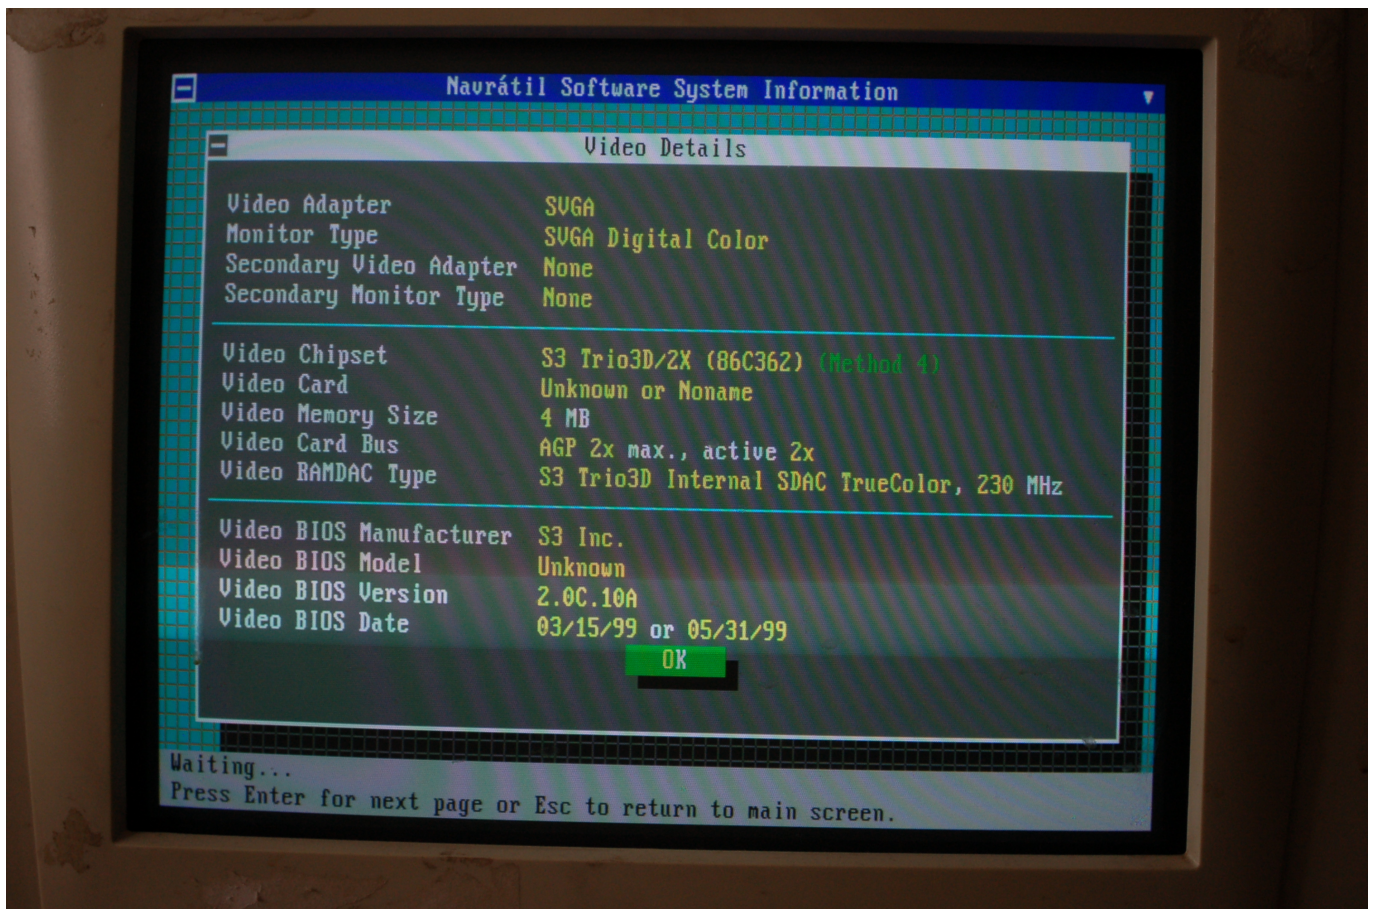 Navrátil Software System Information
Video Details
Video Adapter SVGA
Monitor Type SVGA Digital Color
Secondary Video Adapter None
Secondary Monitor Type None
Video Chipset S3 Trio3D/2X (86C362) (Method 4)
Video Card Unknown or Noname
Video Memory Size 4 MB
Video Card Bus AGP 2x max., active 2x
Video RAMDAC Type S3 Trio3D Internal SDAC TrueColor, 230 MHz
Video BIOS Manufacturer S3 Inc.
Video BIOS Model Unknown
Video BIOS Version 2.0C.10A
Video BIOS Date 03/15/99 or 05/31/99
OK
Waiting...
Press Enter for next page or Esc to return to main screen.